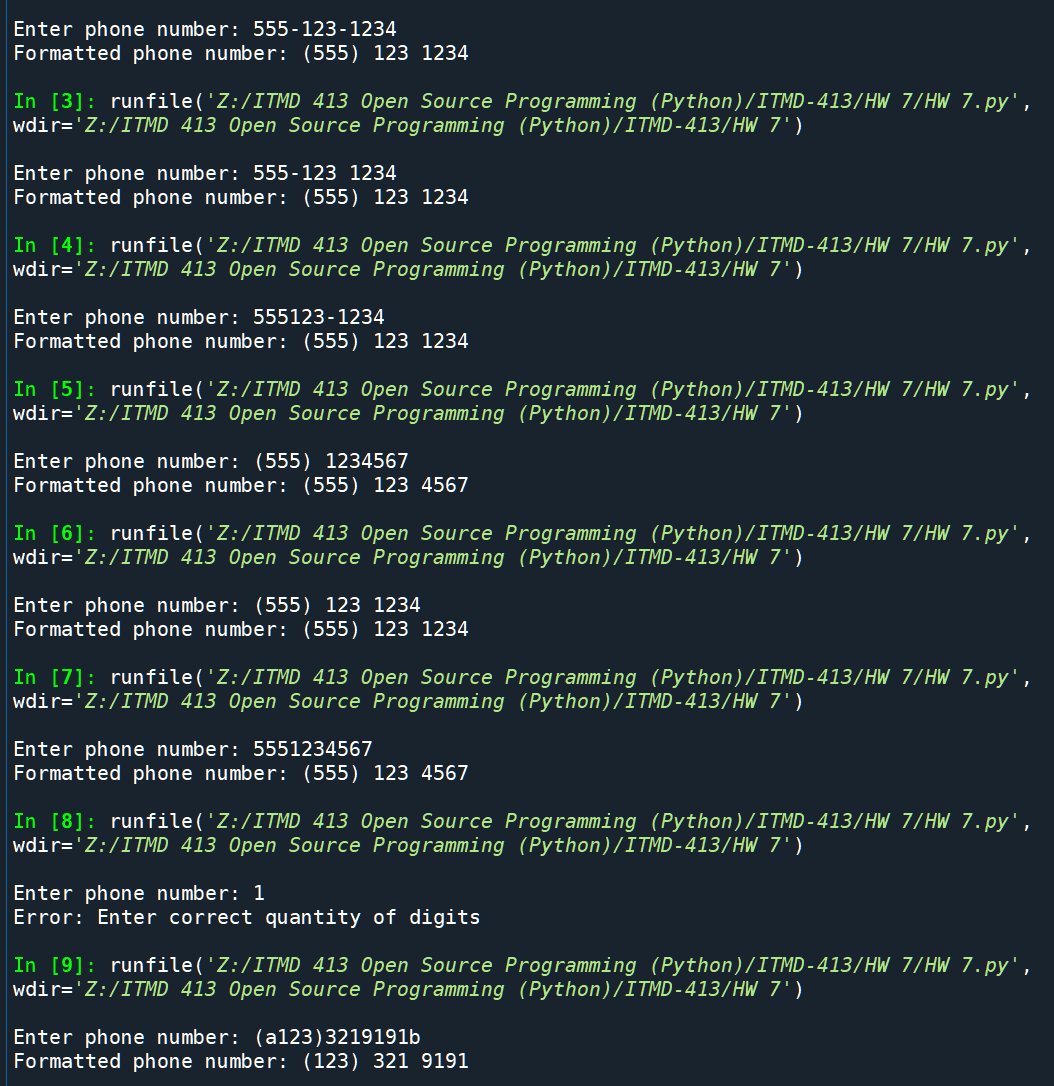 Enter phone number: 555-123-1234
Formatted phone number: (555) 123 1234
In [3]: runfile('Z:/ITMD 413 Open Source Programming (Python)/ITMD-413/HW 7/HW 7.py',
wdir='Z:/ITMD 413 Open Source Programming (Python)/ITMD-413/HW 7')
Enter phone number: 555-123 1234
Formatted phone number: (555) 123 1234
In [4]: runfile('Z:/ITMD 413 Open Source Programming (Python)/ITMD-413/HW 7/HW 7.py',
wdir='Z:/ITMD 413 Open Source Programming (Python)/ITMD-413/HW 7')
Enter phone number: 555123-1234
Formatted phone number: (555) 123 1234
In [5]: runfile('Z:/ITMD 413 Open Source Programming (Python)/ITMD-413/HW 7/HW 7.py',
wdir='Z:/ITMD 413 Open Source Programming (Python)/ITMD-413/HW 7')
Enter phone number: (555) 1234567
Formatted phone number: (555) 123 4567
In [6]: runfile('Z:/ITMD 413 Open Source Programming (Python)/ITMD-413/HW 7/HW 7.py',
wdir='Z:/ITMD 413 Open Source Programming (Python)/ITMD-413/HW 7')
Enter phone number: (555) 123 1234
Formatted phone number: (555) 123 1234
In [7]: runfile('Z:/ITMD 413 Open Source Programming (Python)/ITMD-413/HW 7/HW 7.py',
wdir='Z:/ITMD 413 Open Source Programming (Python)/ITMD-413/HW 7')
Enter phone number: 5551234567
Formatted phone number: (555) 123 4567
In [8]: runfile('Z:/ITMD 413 Open Source Programming (Python)/ITMD-413/HW 7/HW 7.py',
wdir='Z:/ITMD 413 Open Source Programming (Python)/ITMD-413/HW 7')
Enter phone number: 1
Error: Enter correct quantity of digits
In [9]: runfile('Z:/ITMD 413 Open Source Programming (Python)/ITMD-413/HW 7/HW 7.py',
wdir='Z:/ITMD 413 Open Source Programming (Python)/ITMD-413/HW 7')
Enter phone number: (a123)3219191b
Formatted phone number: (123) 321 9191